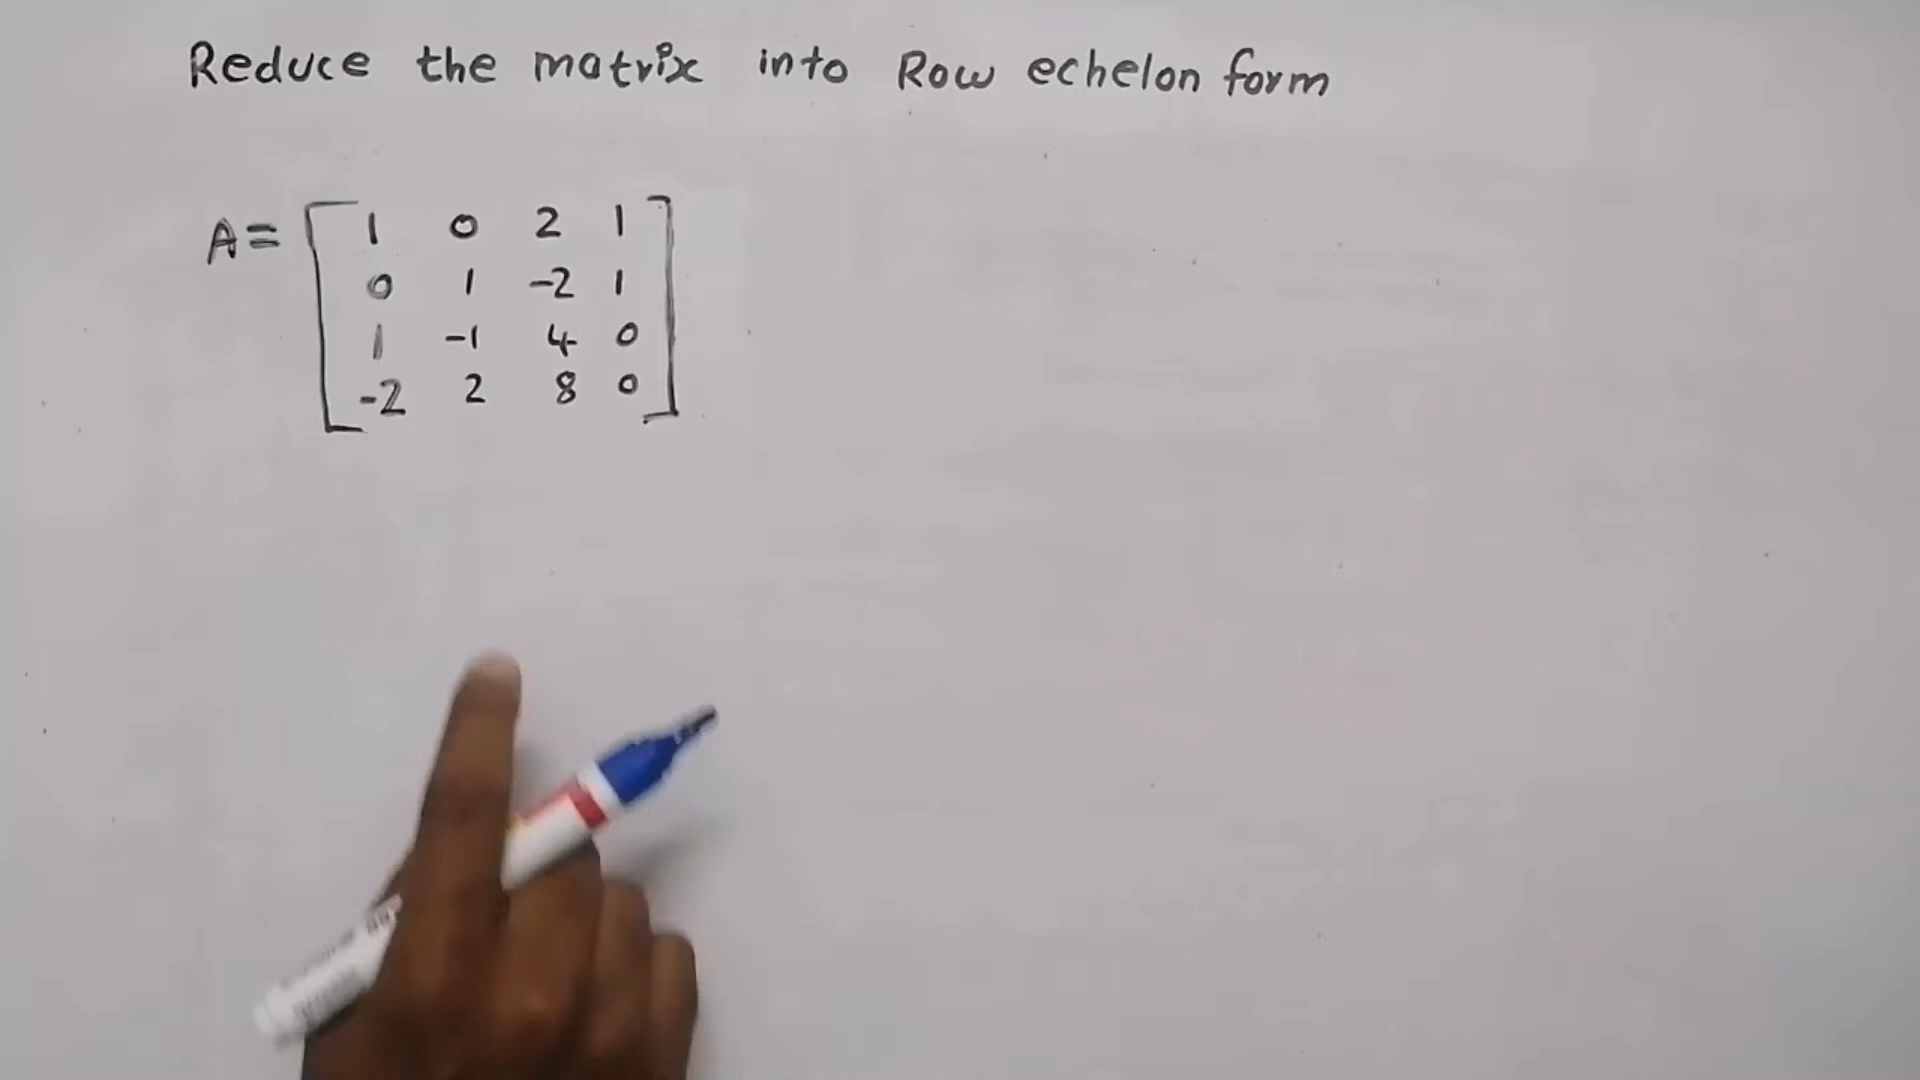 Reduce the matrix into Row echelon form
A= 1 0 2 1
0 1 -2 1
1 -1 4 0
-2 2 8 0